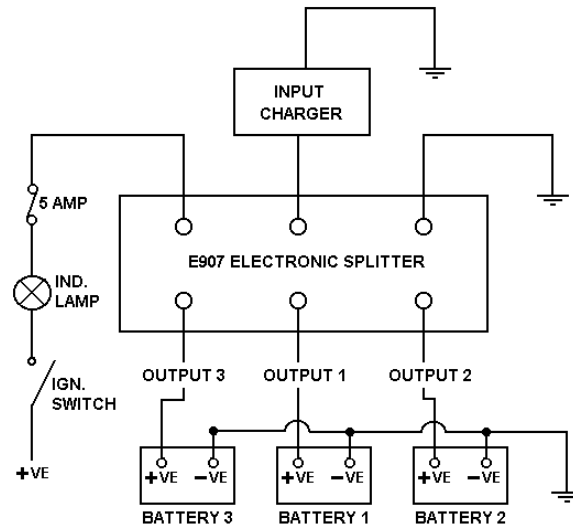 INPUT
CHARGER
5 AMP
E907 ELECTRONIC SPLITTER
IND.
LAMP
OUTPUT 3 OUTPUT 1 OUTPUT 2
IGN.
SWITCH
+VE
+VE −VE +VE −VE +VE −VE
BATTERY 3 BATTERY 1 BATTERY 2